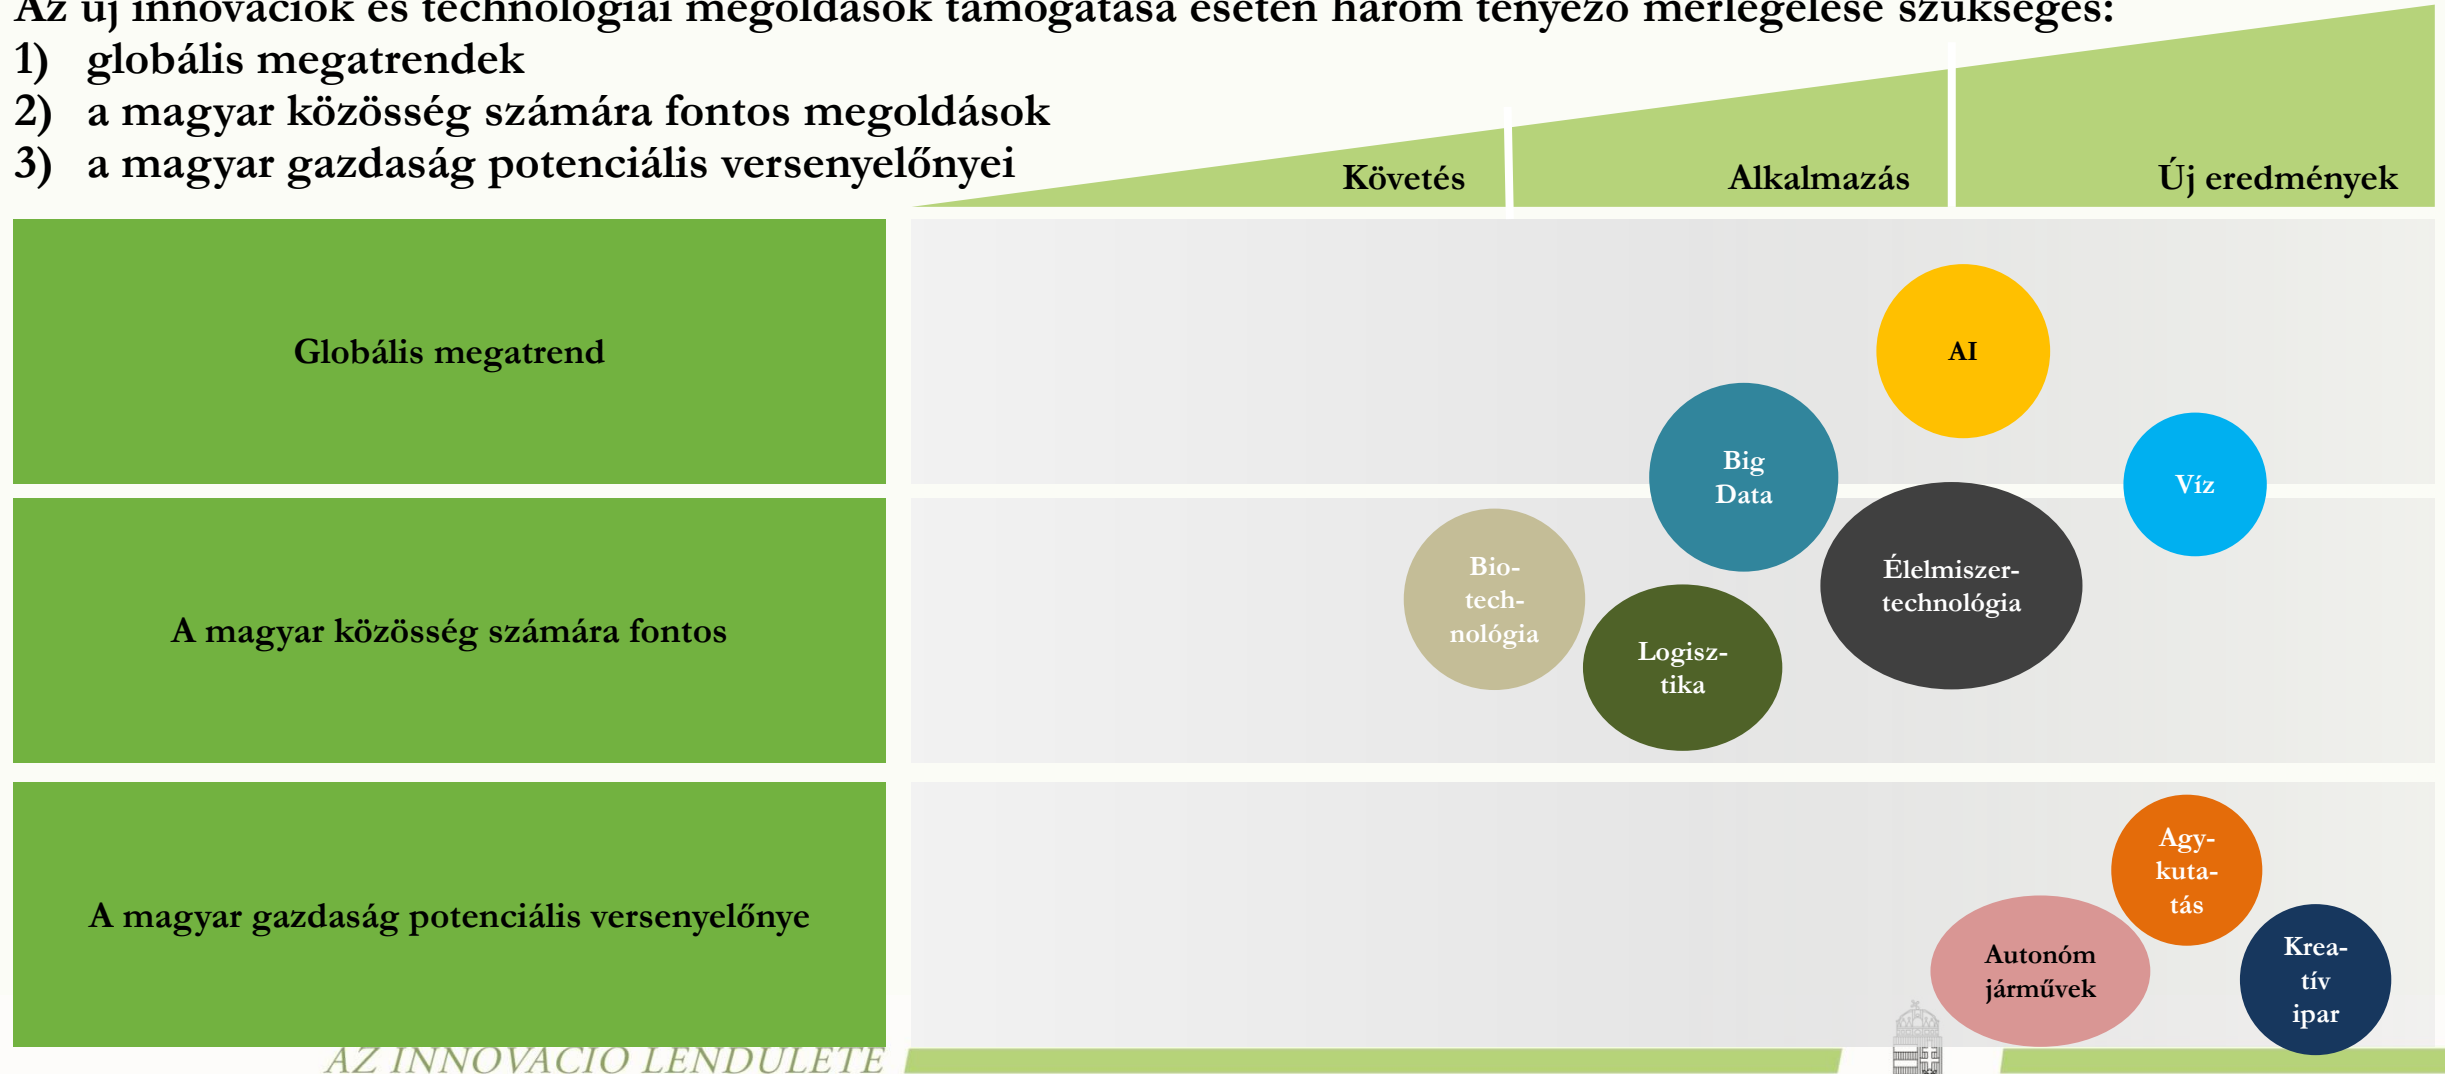 Az új innovációk és technológiai megoldások támogatása esetén három tényező mérlegelése szükséges:
1) globális megatrendek
2) a magyar közösség számára fontos megoldások
3) a magyar gazdaság potenciális versenyelőnyei
Követés
Alkalmazás
Új eredmények
Globális megatrend
AI
Big
Data
Víz
A magyar közösség számára fontos
Bio-
tech-
nológia
Logisz-
tika
Élelmiszer-
technológia
A magyar gazdaság potenciális versenyelőnye
Agy-
kuta-
tás
Autonóm
járművek
Krea-
tív
ipar
AZ INNOVÁCIÓ LENDÜLETE